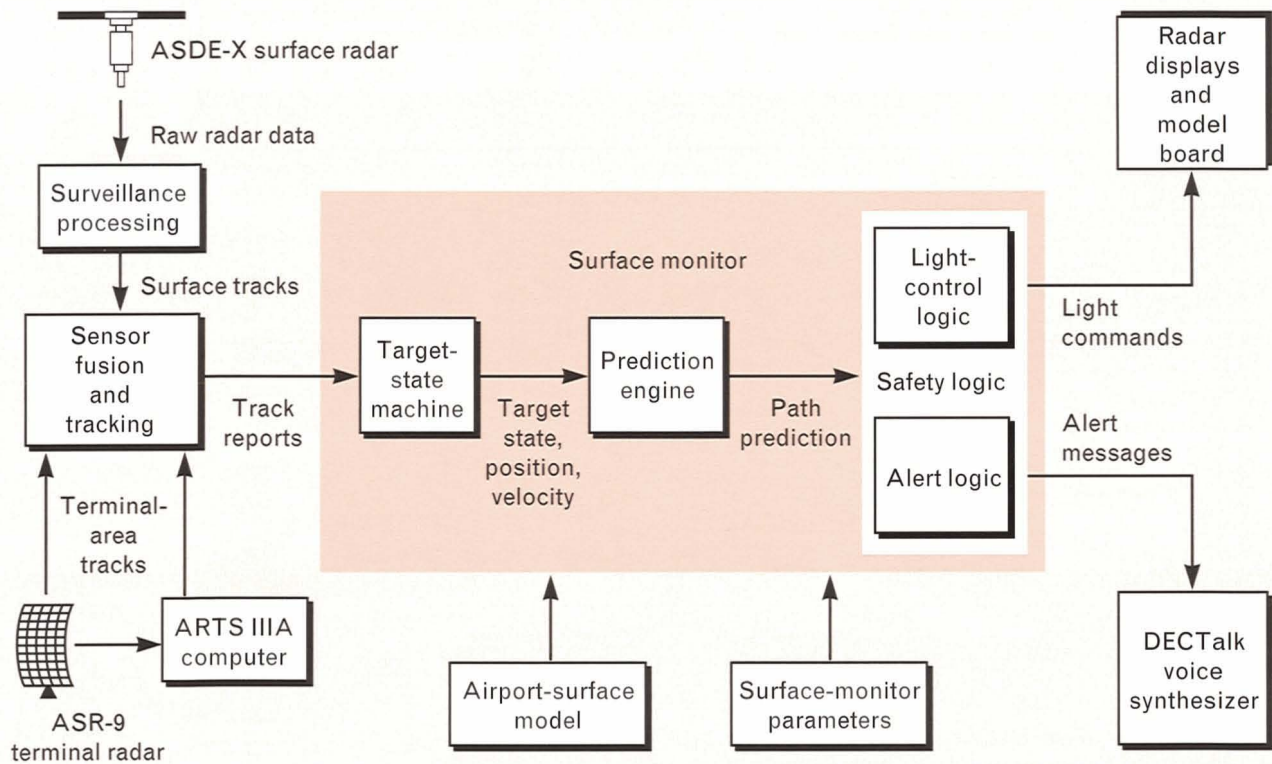 ASDE-X surface radar
Raw radar data
Surveillance
processing
Surface tracks
Sensor
fusion
and
tracking
Track
reports
Terminal-
area
tracks
ARTS IIIA
computer
ASR-9
terminal radar
Surface monitor
Target-
state
machine
Target
state,
position,
velocity
Prediction
engine
Path
prediction
Light-
control
logic
Safety logic
Alert logic
Airport-surface
model
Surface-monitor
parameters
Light
commands
Radar
displays
and
model
board
Alert
messages
DECTalk
voice
synthesizer